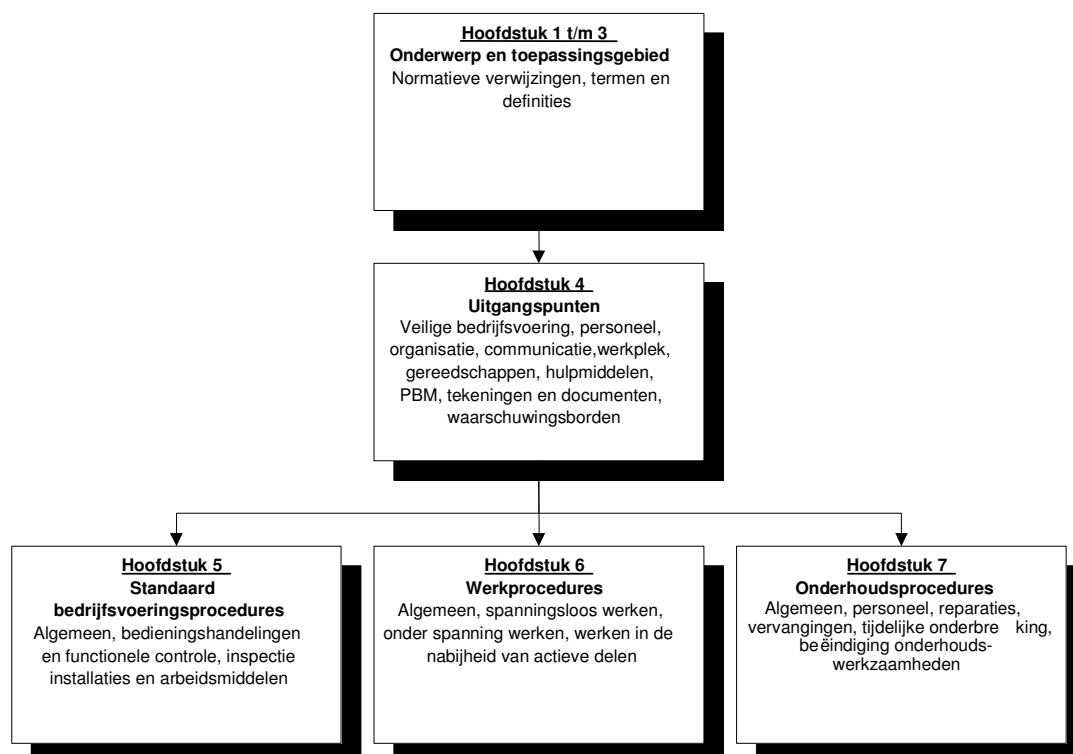 Hoofdstuk 1 t/m 3
Onderwerp en toepassingsgebied
Normatieve verwijzingen, termen en
definities
Hoofdstuk 4
Uitgangspunten
Veilige bedrijfsvoering, personeel,
organisatie, communicatie,werkplek,
gereedschappen, hulpmiddelen,
PBM, tekeningen en documenten,
waarschuwingsborden
Hoofdstuk 5
Standaard
bedrijfsvoeringsprocedures
Algemeen, bedieningshandelingen
en functionele controle, inspectie
installaties en arbeidsmiddelen
Hoofdstuk 6
Werkprocedures
Algemeen, spanningsloos werken,
onder spanning werken, werken in de
nabijheid van actieve delen
Hoofdstuk 7
Onderhoudsprocedures
Algemeen, personeel, reparaties,
vervangingen, tijdelijke onderbre king,
beëindiging onderhouds-
werkzaamheden